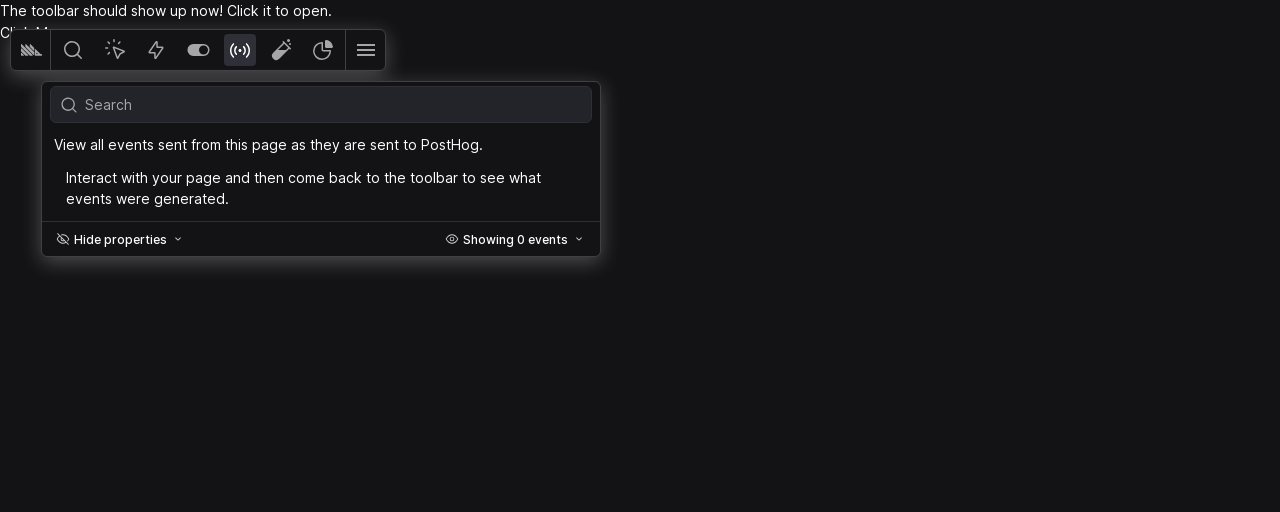 The toolbar should show up now! Click it to open.
Search
View all events sent from this page as they are sent to PostHog.
Interact with your page and then come back to the toolbar to see what
events were generated.
Hide properties
Showing 0 events